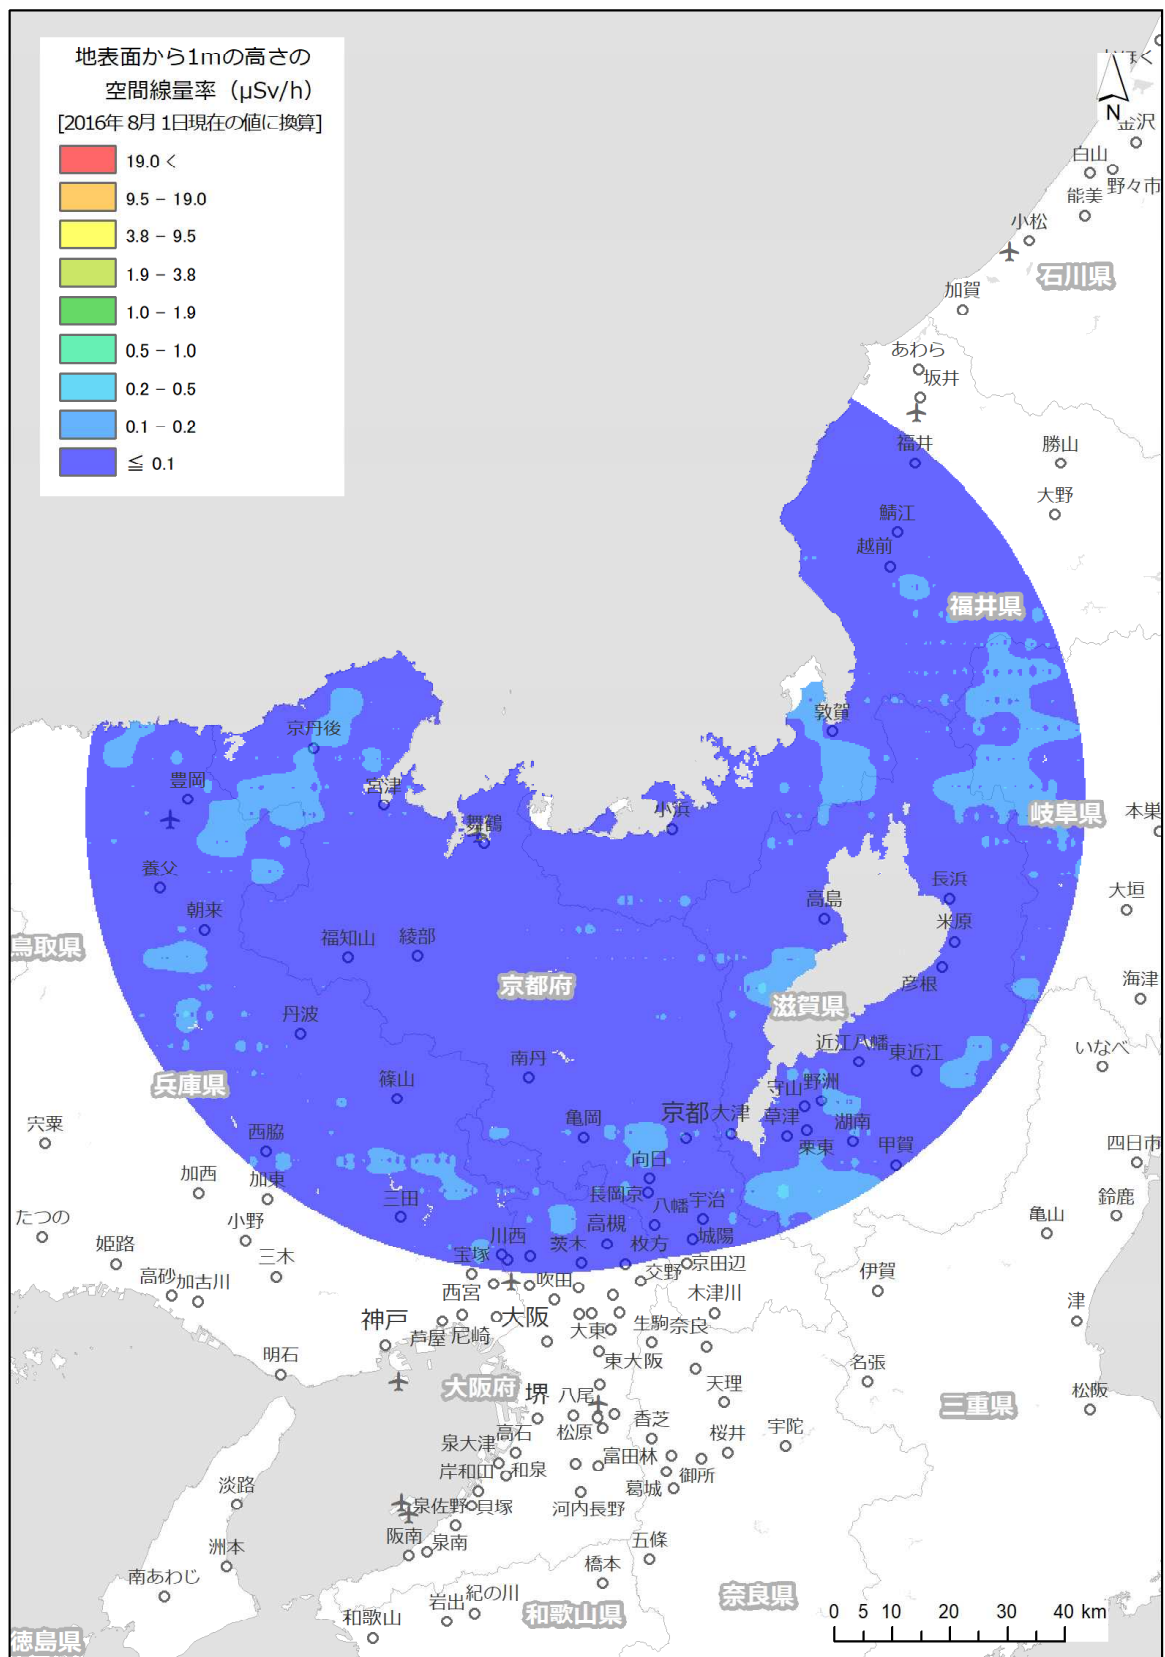 地表面から1mの高さの
空間線量率（μSv/h）
[2016年 8月 1日現在の値に換算]
19.0 <
9.5 − 19.0
3.8 − 9.5
1.9 − 3.8
1.0 − 1.9
0.5 − 1.0
0.2 − 0.5
0.1 − 0.2
≦ 0.1
N
金沢
白山
野々市
能美
小松
石川県
加賀
あわら
坂井
福井
勝山
大野
鯖江
越前
福井県
敦賀
京丹後
豊岡
宮津
舞鶴
小浜
岐阜県
本巣
養父
長浜
大垣
朝来
高島
米原
鳥取県
福知山
綾部
京都府
彦根
海津
滋賀県
丹波
近江八幡
東近江
いなべ
南丹
兵庫県
篠山
守山
野洲
宍粟
亀岡
京都
大津
草津
湖南
西脇
栗東
甲賀
四日市
加西
加東
向日
長岡京
鈴鹿
たつの
小野
三田
八幡
宇治
亀山
姫路
三木
川西
高槻
城陽
宝塚
茨木
枚方
京田辺
高砂
加古川
吹田
交野
伊賀
西宮
木津川
津
神戸
芦屋
尼崎
大阪
大東
生駒
奈良
明石
東大阪
名張
大阪府
堺
八尾
天理
松阪
三重県
高石
松原
香芝
桜井
宇陀
泉大津
岸和田
和泉
富田林
御所
淡路
泉佐野
貝塚
河内長野
葛城
阪南
泉南
五條
洲本
橋本
南あわじ
岩出
紀の川
和歌山
和歌山県
奈良県
徳島県
0 5 10 20 30 40 km